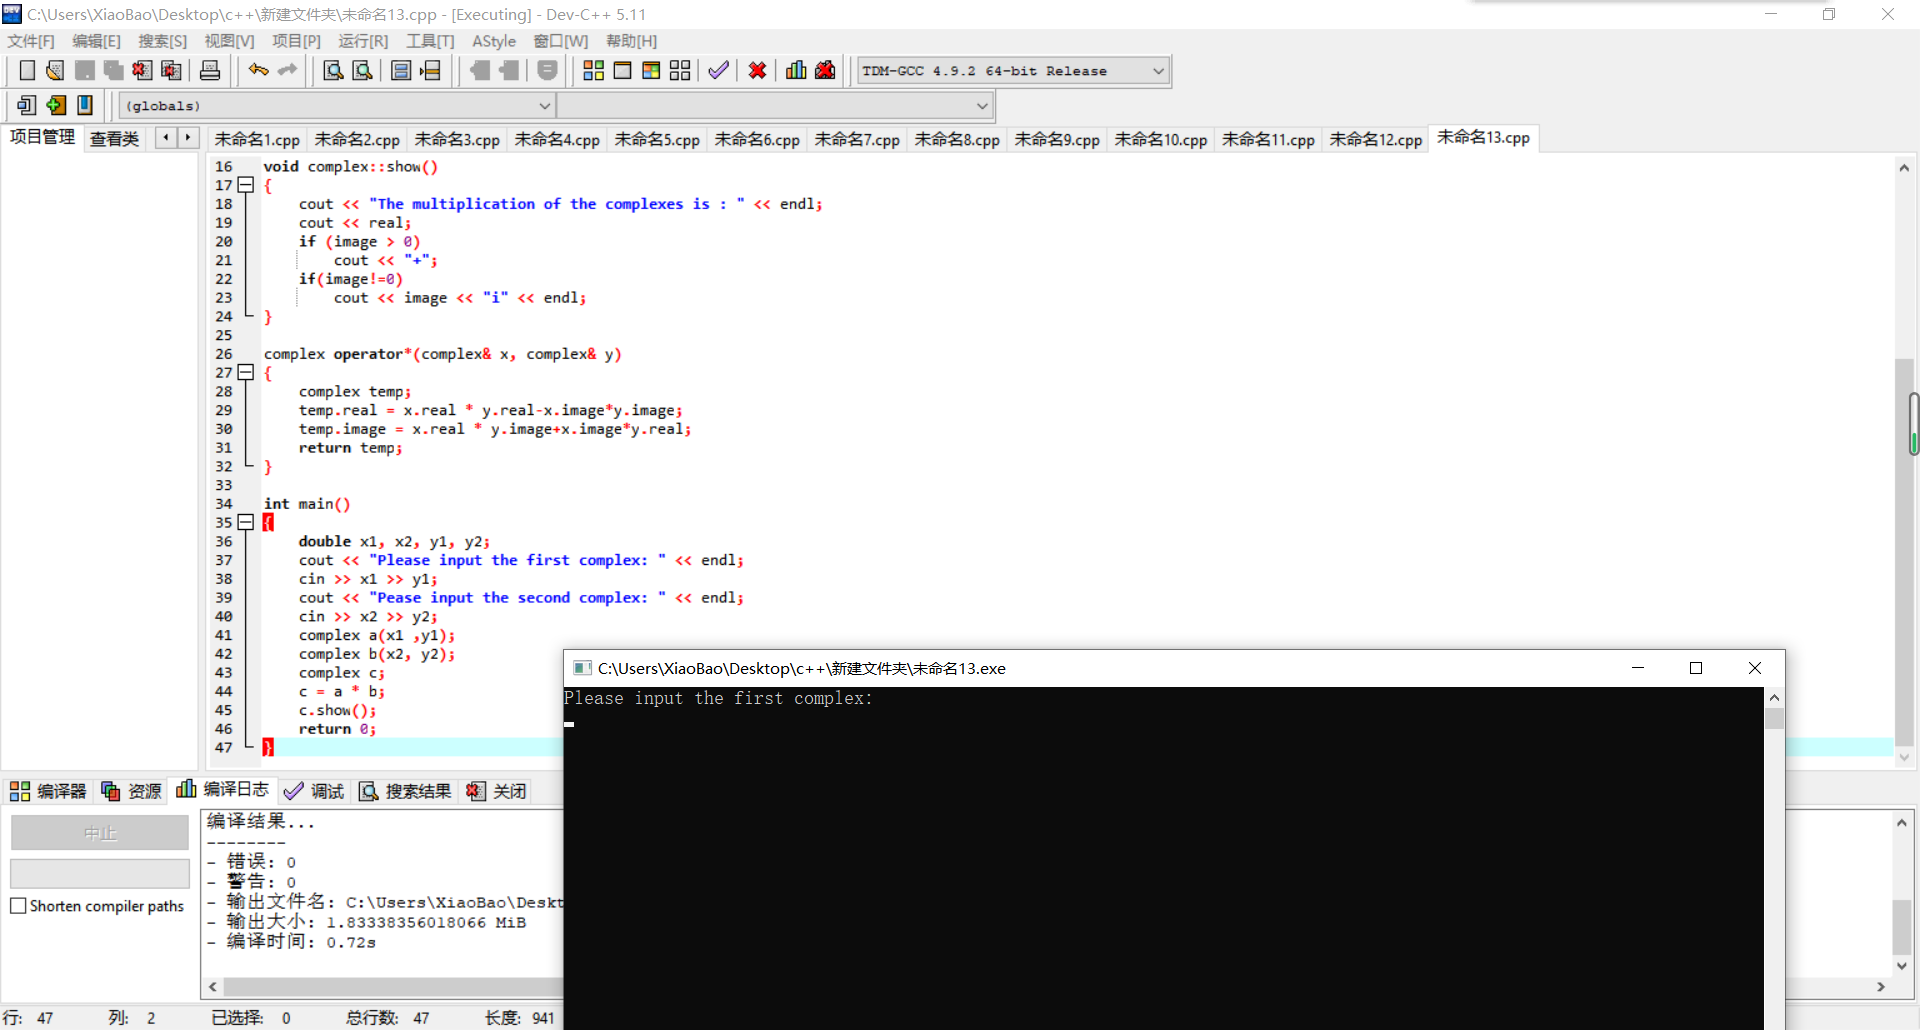 C:\Users\XiaoBao\Desktop\c++\新建文件夹\未命名13.cpp - [Executing] - Dev-C++ 5.11
文件[F] 编辑[E] 搜索[S] 视图[V] 项目[P] 运行[R] 工具[T] AStyle 窗口[W] 帮助[H]
TDM-GCC 4.9.2 64-bit Release
(globals)
项目管理 查看类 未命名1.cpp 未命名2.cpp 未命名3.cpp 未命名4.cpp 未命名5.cpp 未命名6.cpp 未命名7.cpp 未命名8.cpp 未命名9.cpp 未命名10.cpp 未命名11.cpp 未命名12.cpp 未命名13.cpp
16 void complex::show()
17 {
18 cout << "The multiplication of the complexes is : " << endl;
19 cout << real;
20 if (image > 0)
21 cout << "+";
22 if(image!=0)
23 cout << image << "i" << endl;
24 }
25
26 complex operator*(complex& x, complex& y)
27 {
28 complex temp;
29 temp.real = x.real * y.real-x.image*y.image;
30 temp.image = x.real * y.image+x.image*y.real;
31 return temp;
32 }
33
34 int main()
35 {
36 double x1, x2, y1, y2;
37 cout << "Please input the first complex: " << endl;
38 cin >> x1 >> y1;
39 cout << "Pease input the second complex: " << endl;
40 cin >> x2 >> y2;
41 complex a(x1 ,y1);
42 complex b(x2, y2);
43 complex c;
44 c = a * b;
45 c.show();
46 return 0;
47 }
C:\Users\XiaoBao\Desktop\c++\新建文件夹\未命名13.exe
Please input the first complex:
编译器 资源 编译日志 调试 搜索结果 关闭
中止
Shorten compiler paths
编译结果...
--------
- 错误: 0
- 警告: 0
- 输出文件名: C:\Users\XiaoBao\Deskt
- 输出大小: 1.83338356018066 MiB
- 编译时间: 0.72s
行: 47 列: 2 已选择: 0 总行数: 47 长度: 941